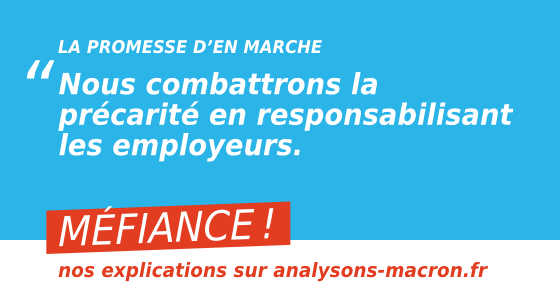 LA PROMESSE D’EN MARCHE
“ Nous combattrons la
précarité en responsabilisant
les employeurs.
MÉFIANCE !
nos explications sur analysons-macron.fr